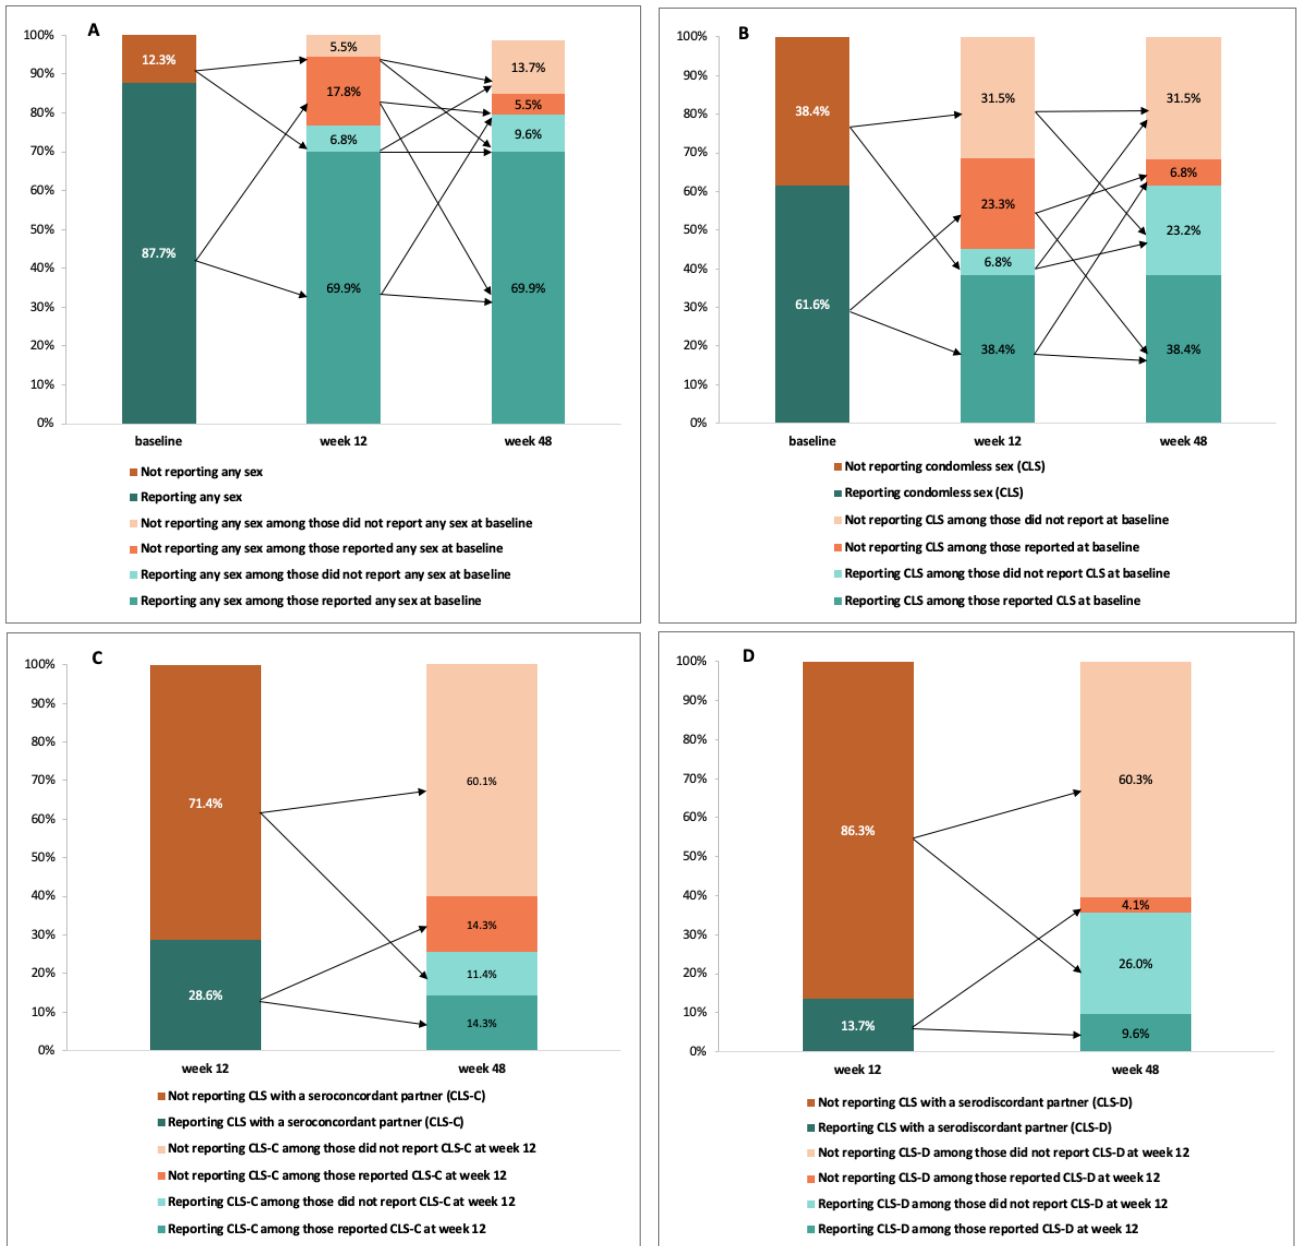 A
100%
90%
80%
70%
60%
50%
40%
30%
20%
10%
0%
12.3%
87.7%
5.5%
17.8%
6.8%
69.9%
13.7%
5.5%
9.6%
69.9%
baseline
week 12
week 48
Not reporting any sex
Reporting any sex
Not reporting any sex among those did not report any sex at baseline
Not reporting any sex among those reported any sex at baseline
Reporting any sex among those did not report any sex at baseline
Reporting any sex among those reported any sex at baseline
B
100%
90%
80%
70%
60%
50%
40%
30%
20%
10%
0%
38.4%
61.6%
31.5%
23.3%
6.8%
38.4%
31.5%
6.8%
23.2%
38.4%
baseline
week 12
week 48
Not reporting condomless sex (CLS)
Reporting condomless sex (CLS)
Not reporting CLS among those did not report at baseline
Not reporting CLS among those reported at baseline
Reporting CLS among those did not report CLS at baseline
Reporting CLS among those reported CLS at baseline
C
100%
90%
80%
70%
60%
50%
40%
30%
20%
10%
0%
71.4%
28.6%
60.1%
14.3%
11.4%
14.3%
week 12
week 48
Not reporting CLS with a seroconcordant partner (CLS-C)
Reporting CLS with a seroconcordant partner (CLS-C)
Not reporting CLS-C among those did not report CLS-C at week 12
Not reporting CLS-C among those reported CLS-C at week 12
Reporting CLS-C among those did not report CLS-C at week 12
Reporting CLS-C among those reported CLS-C at week 12
D
100%
90%
80%
70%
60%
50%
40%
30%
20%
10%
0%
86.3%
13.7%
60.3%
4.1%
26.0%
9.6%
week 12
week 48
Not reporting CLS with a serodiscordant partner (CLS-D)
Reporting CLS with a serodiscordant partner (CLS-D)
Not reporting CLS-D among those did not report CLS-D at week 12
Not reporting CLS-D among those reported CLS-D at week 12
Reporting CLS-D among those did not report CLS-D at week 12
Reporting CLS-D among those reported CLS-D at week 12